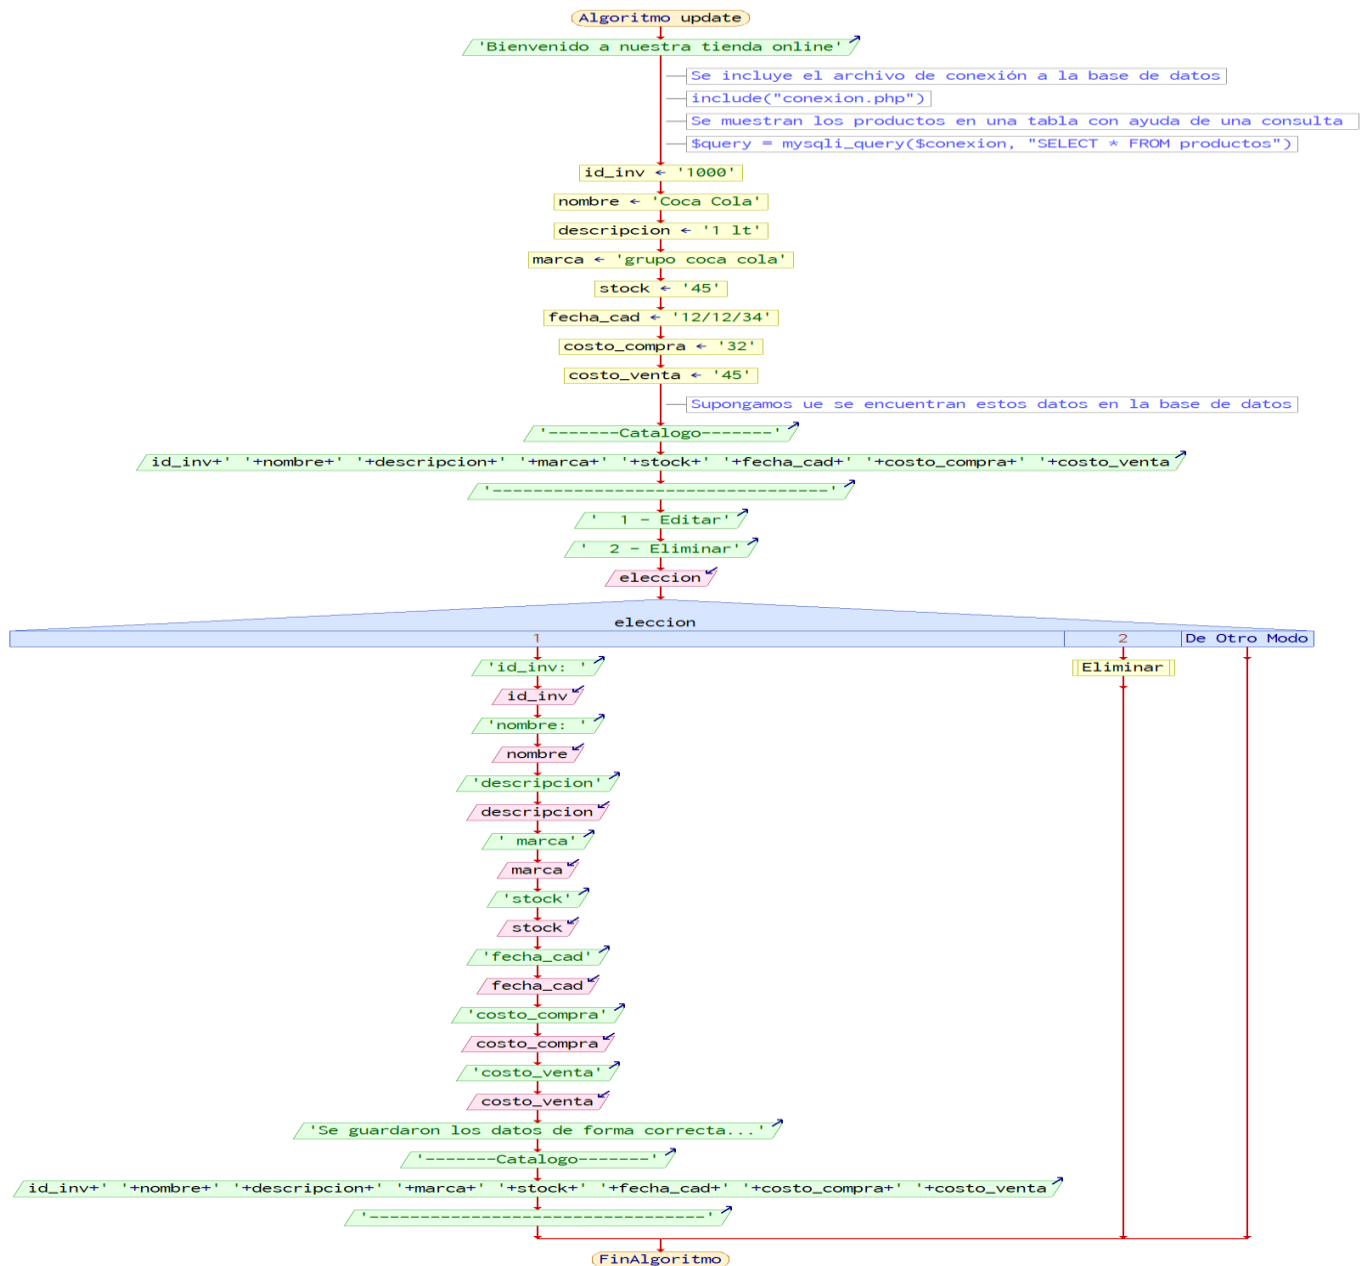 Algoritmo update
'Bienvenido a nuestra tienda online'
Se incluye el archivo de conexión a la base de datos
include("conexion.php")
Se muestran los productos en una tabla con ayuda de una consulta
$query = mysqli_query($conexion, "SELECT * FROM productos")
id_inv ← '1000'
nombre ← 'Coca Cola'
descripcion ← '1 lt'
marca ← 'grupo coca cola'
stock ← '45'
fecha_cad ← '12/12/34'
costo_compra ← '32'
costo_venta ← '45'
Supongamos ue se encuentran estos datos en la base de datos
'-------Catalogo-------'
id_inv+' '+nombre+' '+descripcion+' '+marca+' '+stock+' '+fecha_cad+' '+costo_compra+' '+costo_venta
'---------------------------------'
'  1 - Editar'
'  2 - Eliminar'
eleccion
eleccion
1 2 De Otro Modo
'id_inv: ' Eliminar
id_inv
'nombre: '
nombre
'descripcion'
descripcion
' marca'
marca
'stock'
stock
'fecha_cad'
fecha_cad
'costo_compra'
costo_compra
'costo_venta'
costo_venta
'Se guardaron los datos de forma correcta...'
'-------Catalogo-------'
id_inv+' '+nombre+' '+descripcion+' '+marca+' '+stock+' '+fecha_cad+' '+costo_compra+' '+costo_venta
'---------------------------------'
FinAlgoritmo